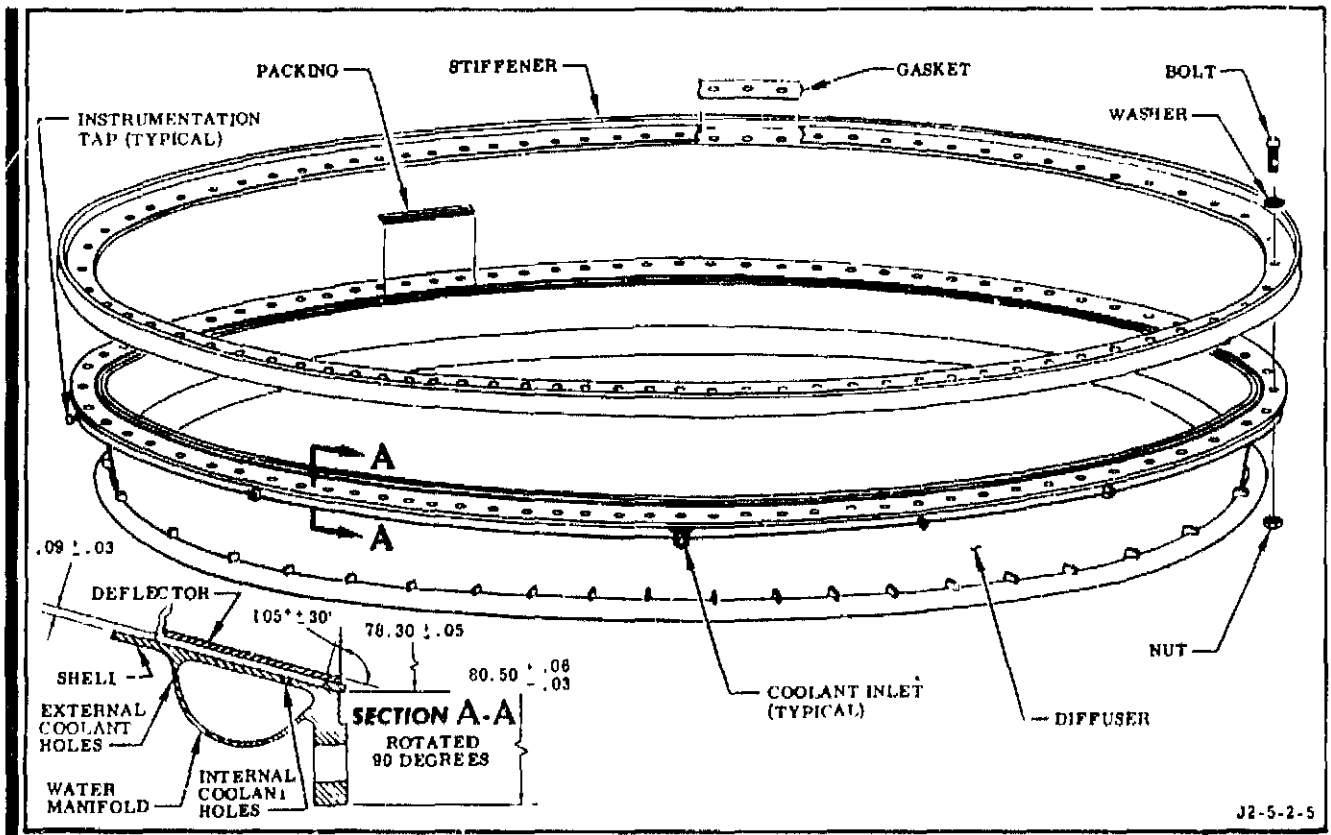 PACKING
STIFFENER
GASKET
BOLT
WASHER
INSTRUMENTATION
TAP (TYPICAL)
A
A
.09 ± .03
DEFLECTOR
105° ± 30'
78.30 ± .05
80.50 + .06
- .03
SHELL
EXTERNAL
COOLANT
HOLES
WATER
MANIFOLD
INTERNAL
COOLANT
HOLES
SECTION A-A
ROTATED
90 DEGREES
COOLANT INLET
(TYPICAL)
DIFFUSER
NUT
J2-5-2-5